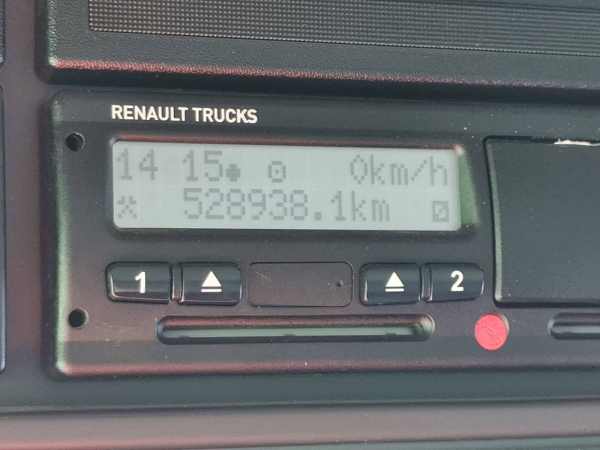 RENAULT TRUCKS
14 15 0km/h
528938.1km
1 2